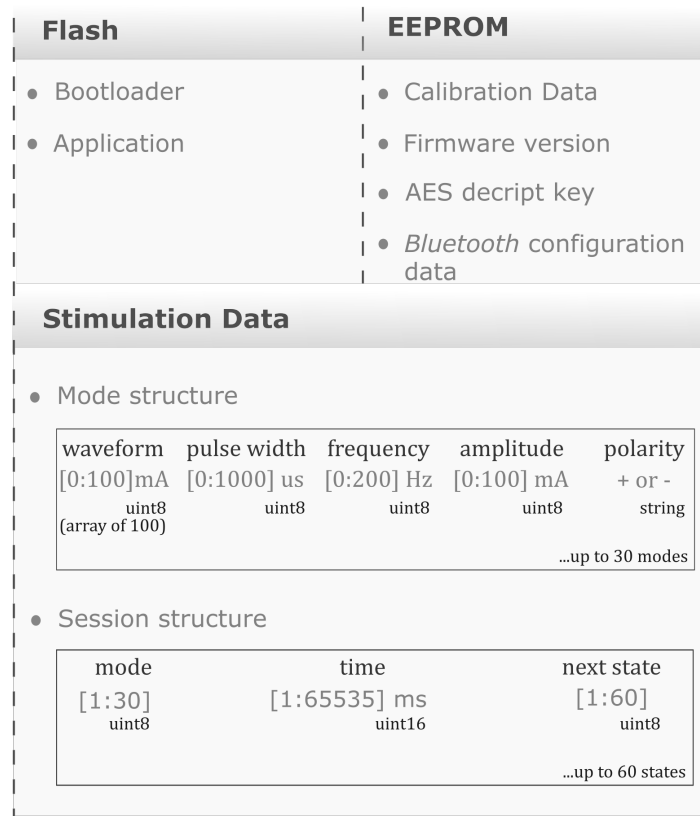 Flash
EEPROM
● Bootloader
● Application
● Calibration Data
● Firmware version
● AES decript key
● Bluetooth configuration
data
Stimulation Data
● Mode structure
waveform pulse width frequency amplitude polarity
[0:100]mA [0:1000] us [0:200] Hz [0:100] mA + or -
uint8 uint8 uint8 uint8 string
(array of 100)
...up to 30 modes
● Session structure
mode time next state
[1:30] [1:65535] ms [1:60]
uint8 uint16 uint8
...up to 60 states